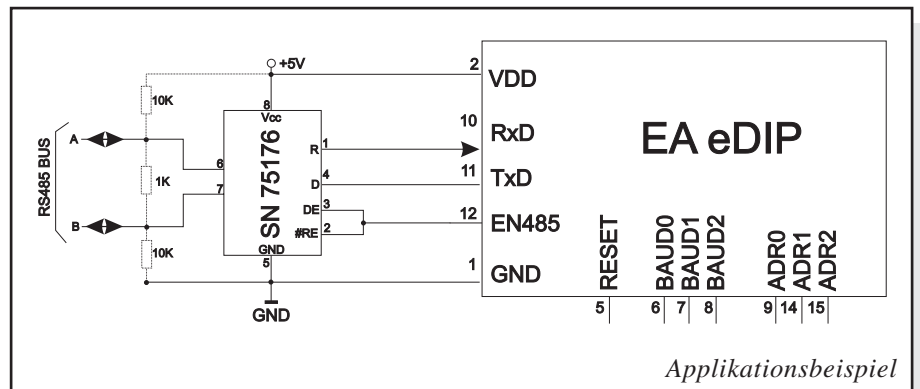 +5V
2
VDD
10K
8
Vcc
10
RxD
EA eDIP
A
6
R
1
11
TxD
RS485 BUS
1K
SN 75176
D
4
7
DE
3
12
EN485
B
#RE
2
10K
GND
5
1
GND
GND
RESET
BAUD0
BAUD1
BAUD2
ADR0
ADR1
ADR2
5
6
7
8
9
14
15
Applikationsbeispiel